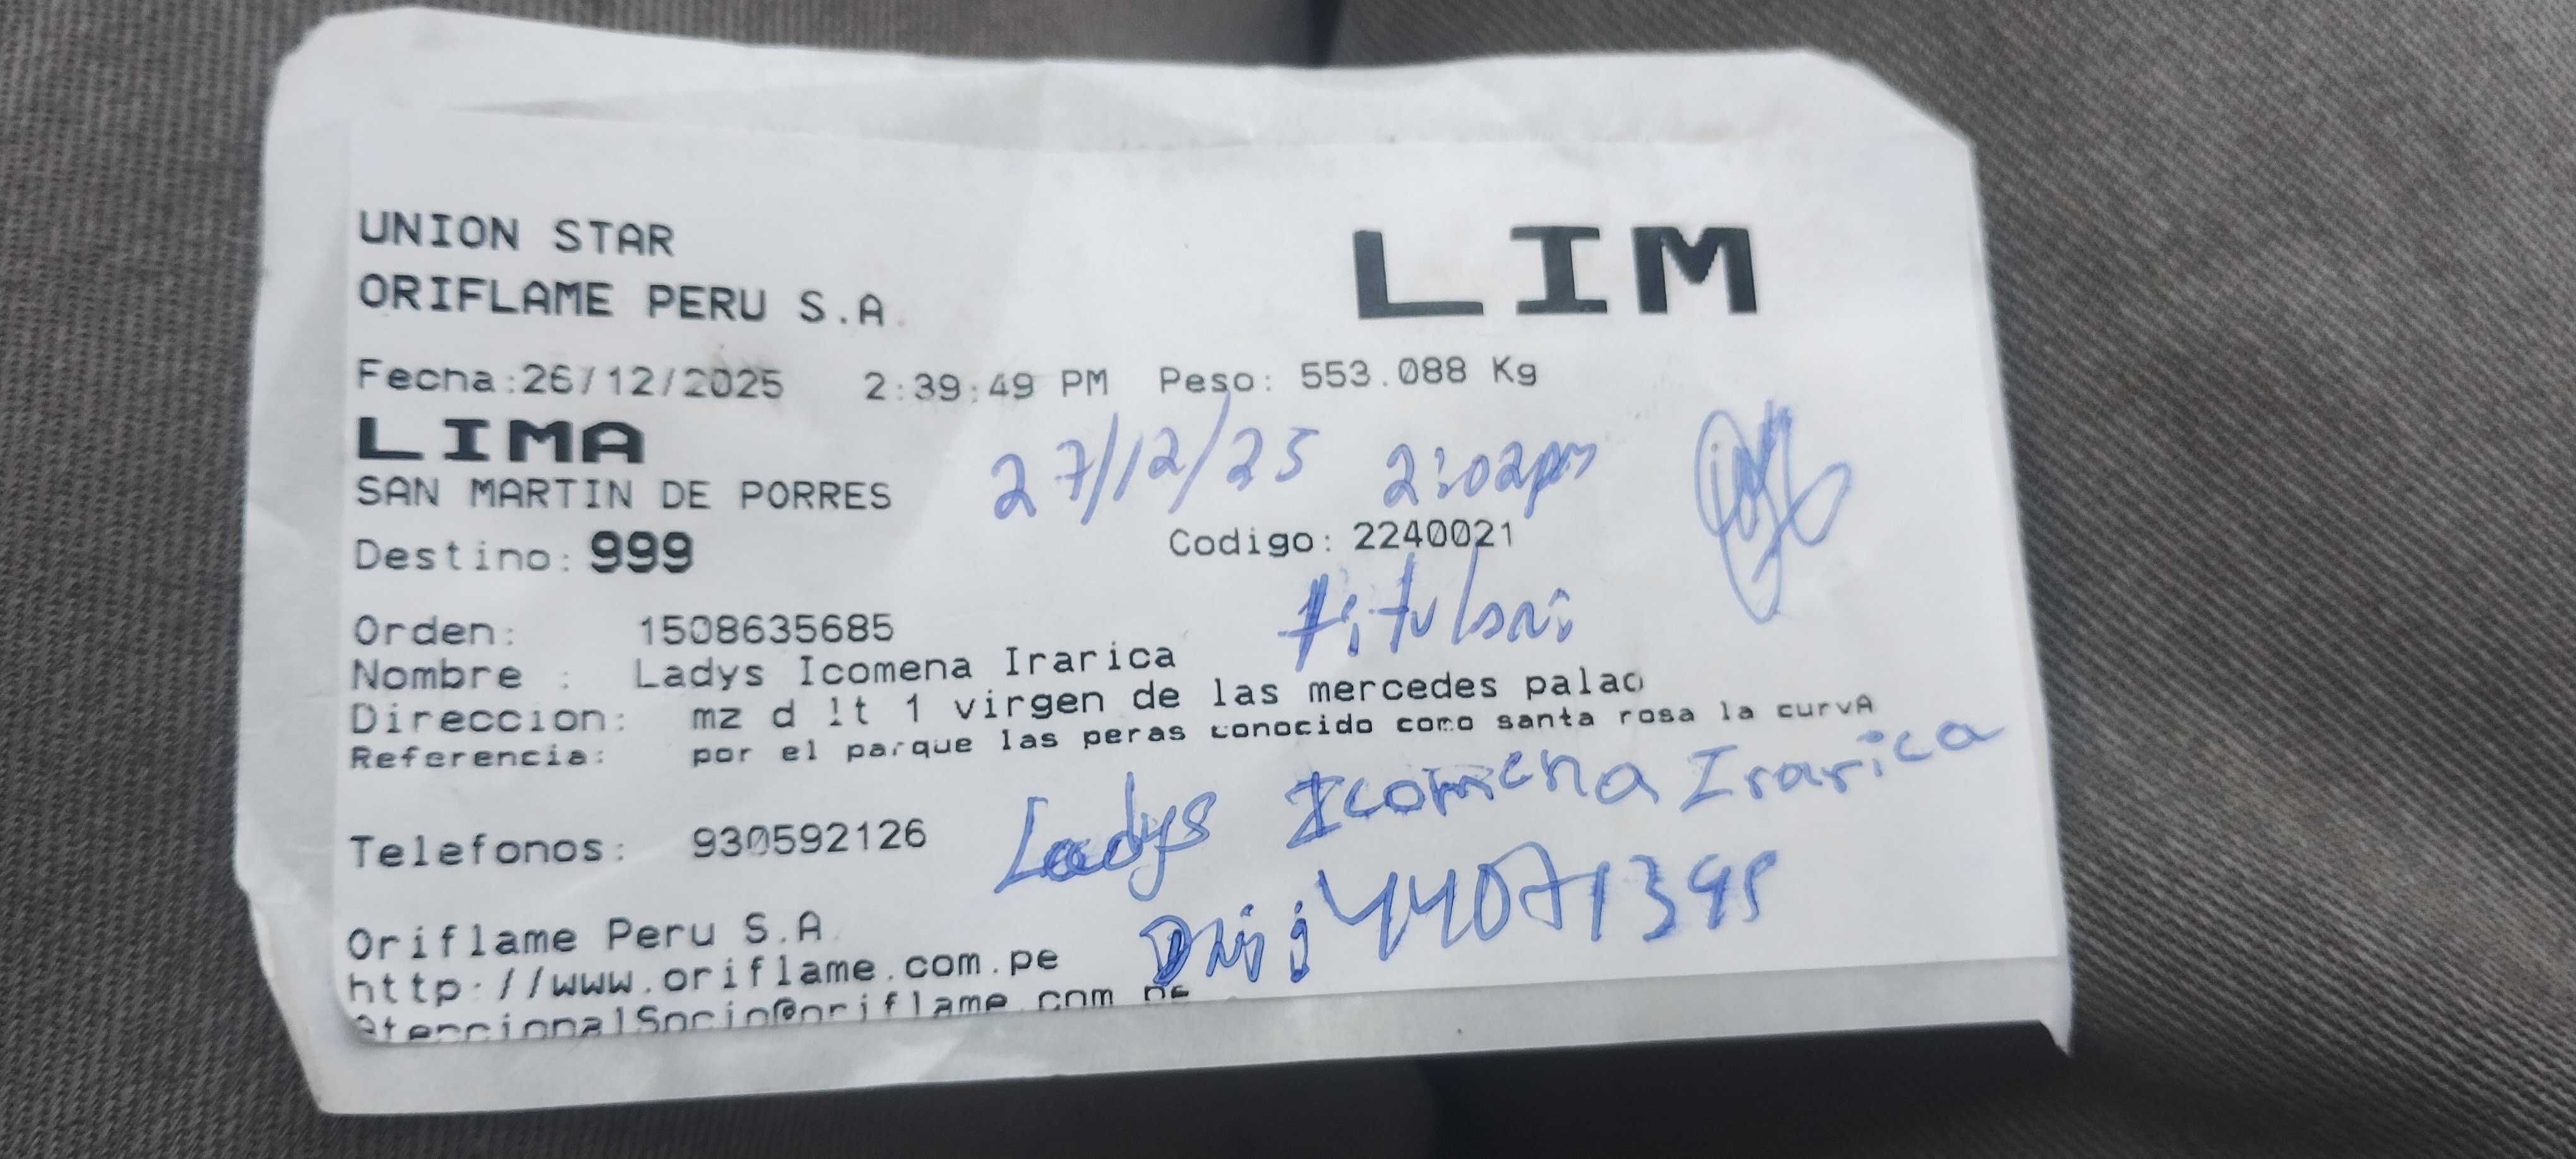 UNION STAR
LIM
ORIFLAME PERU S.A.
Fecha:26/12/2025 2:39:49 PM Peso: 553.088 Kg
LIMA
27/12/25 2:02pm
SAN MARTIN DE PORRES
Destino: 999 Codigo: 2240021
Orden: 1508635685
Nombre : Ladys Icomena Irarica
Direccion: mz d lt 1 virgen de las mercedes palao
Referencia: por el parque las peras conocido como santa rosa la curvA
Ladys Icomena Irarica
Telefonos: 930592126
Oriflame Peru S.A.
http://www.oriflame.com.pe